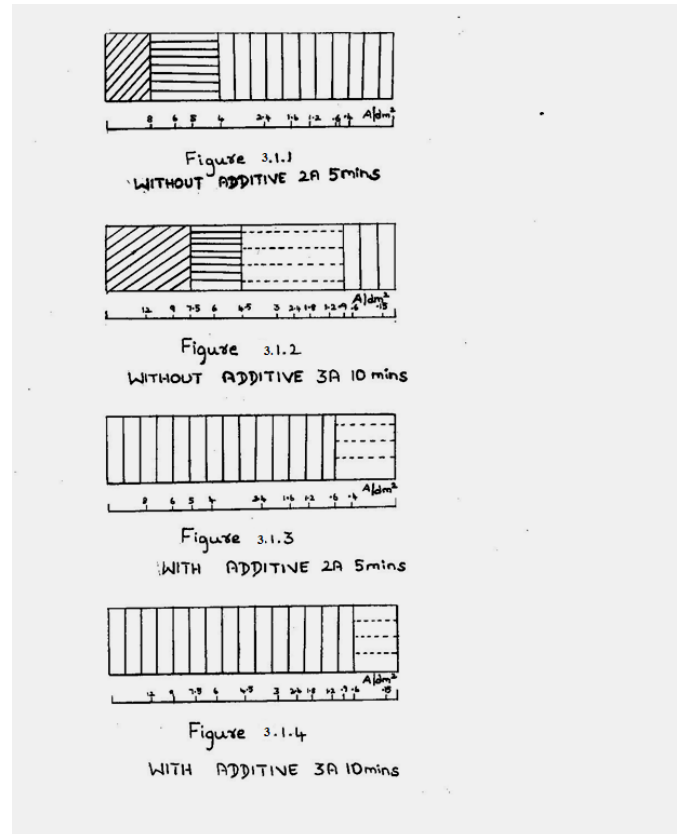 8 6 5 4 2.4 1.6 1.2 .6 .4 A/dm²
Figure 3.1.1
WITHOUT ADDITIVE 2A 5mins
12 9 7.5 6 4.5 3 2.4 1.8 1.2 .9 .6 A/dm² .15
Figure 3.1.2
WITHOUT ADDITIVE 3A 10 mins
8 6 5 4 2.4 1.6 1.2 .6 .4 A/dm²
Figure 3.1.3
WITH ADDITIVE 2A 5mins
12 9 7.5 6 4.5 3 2.4 1.8 1.2 .9 .6 A/dm² .15
Figure 3.1.4
WITH ADDITIVE 3A 10mins